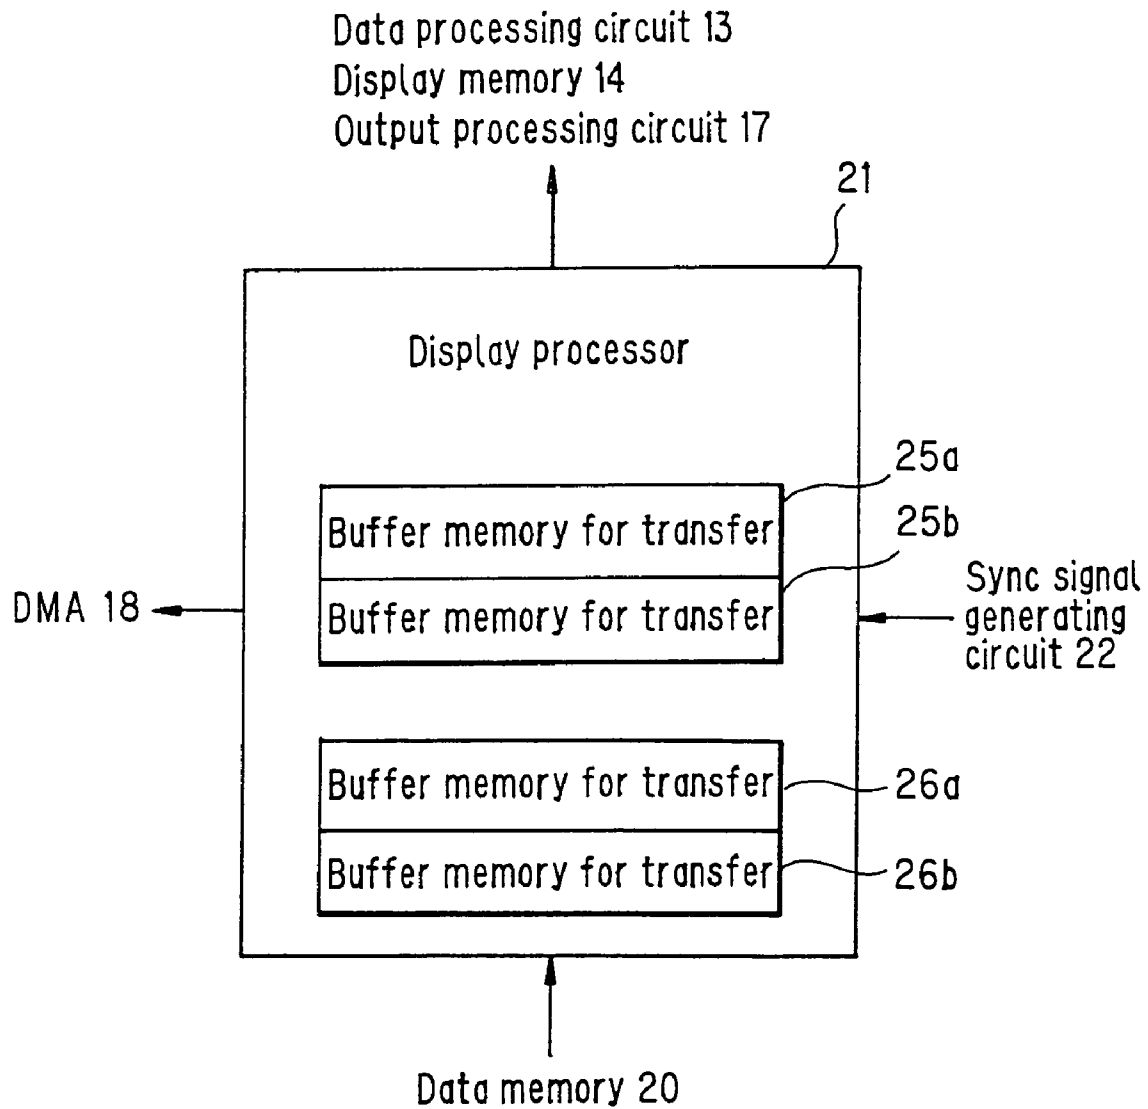 Data processing circuit 13
Display memory 14
Output processing circuit 17
21
Display processor
25a
Buffer memory for transfer
25b
Buffer memory for transfer
DMA 18
Sync signal
generating
circuit 22
Buffer memory for transfer
26a
Buffer memory for transfer
26b
Data memory 20